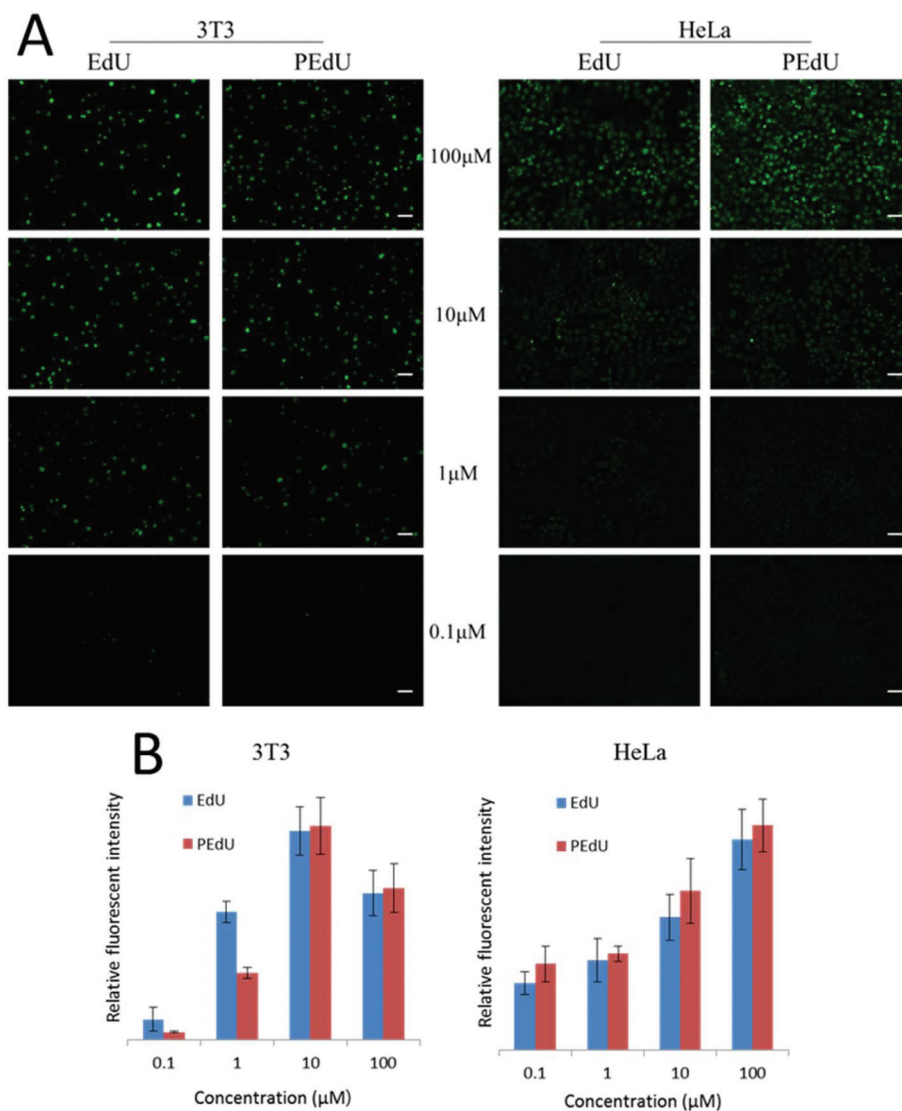 A
3T3
HeLa
EdU
PEdU
EdU
PEdU
100μM
10μM
1μM
0.1μM
B
3T3
HeLa
Relative fluorescent intensity
EdU
PEdU
0.1
1
10
100
Concentration (μM)
Relative fluorescent intensity
EdU
PEdU
0.1
1
10
100
Concentration (μM)